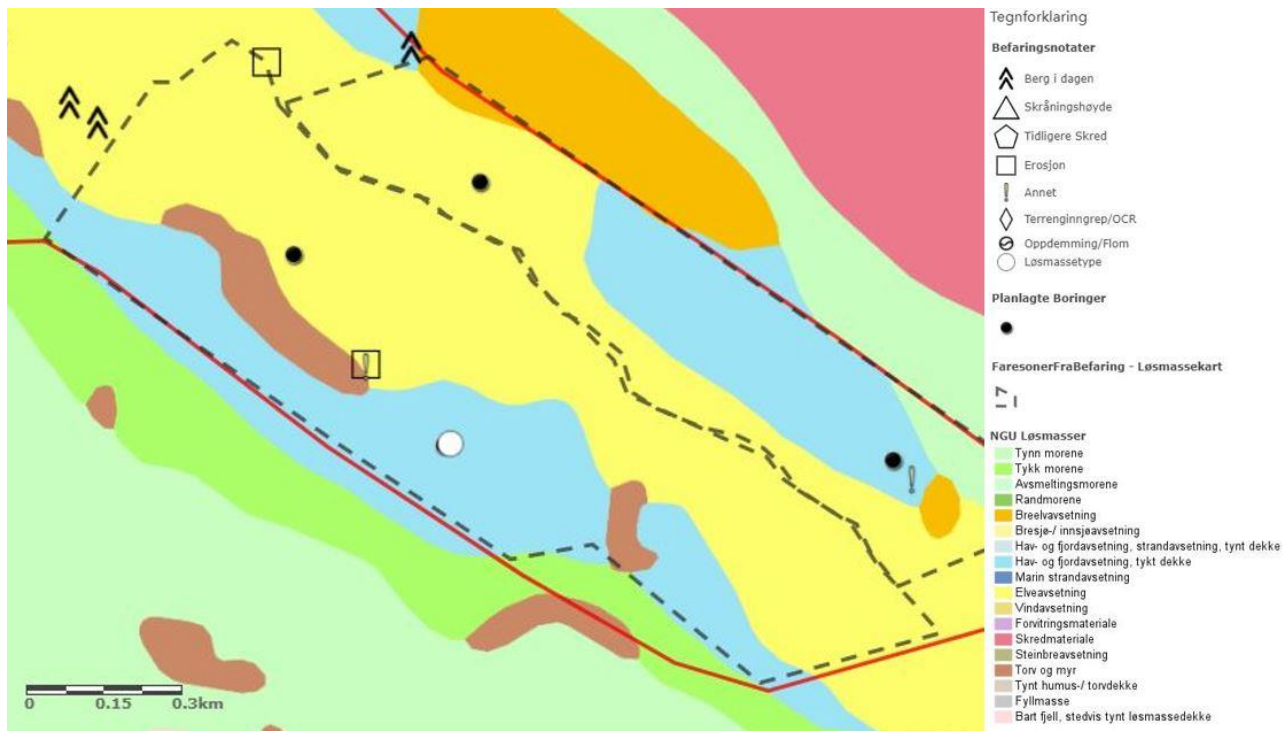 Tegnforklaring
Befaringsnotater
Berg i dagen
Skråningshøyde
Tidligere Skred
Erosjon
Annet
Terrenginngrep/OCR
Oppdemming/Flom
Løsmassetype
Planlagte Boringer
FaresonerFraBefaring - Løsmassekart
NGU Løsmasser
Tynn morene
Tykk morene
Avsmeltingsmorene
Randmorene
Breelvavsetning
Bresjø-/ innsjøavsetning
Hav- og fjordavsetning, strandavsetning, tynt dekke
Hav- og fjordavsetning, tykt dekke
Marin strandavsetning
Elveavsetning
Vindavsetning
Forvitringsmateriale
Skredmateriale
Steinbreavsetning
Torv og myr
Tynt humus-/ torvdekke
Fyllmasse
Bart fjell, stedvis tynt løsmassedekke
0 0.15 0.3km